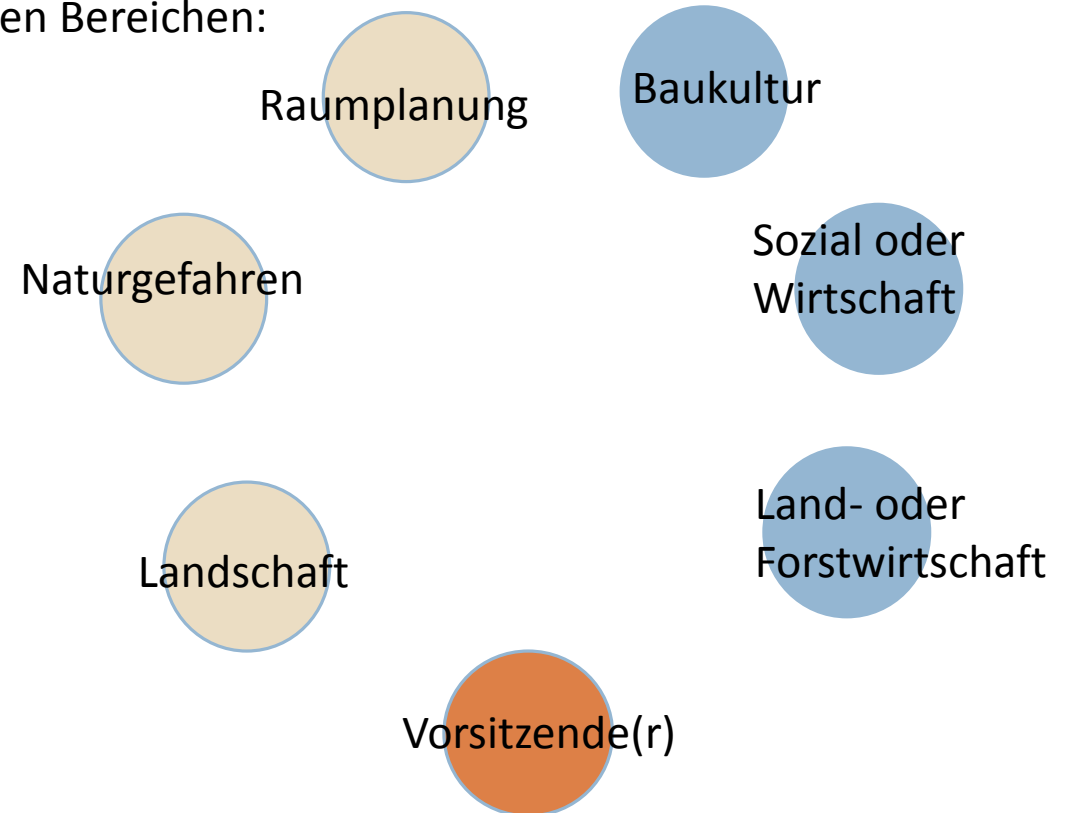 en Bereichen:
Raumplanung
Baukultur
Naturgefahren
Sozial oder
Wirtschaft
Landschaft
Land- oder
Forstwirtschaft
Vorsitzende(r)